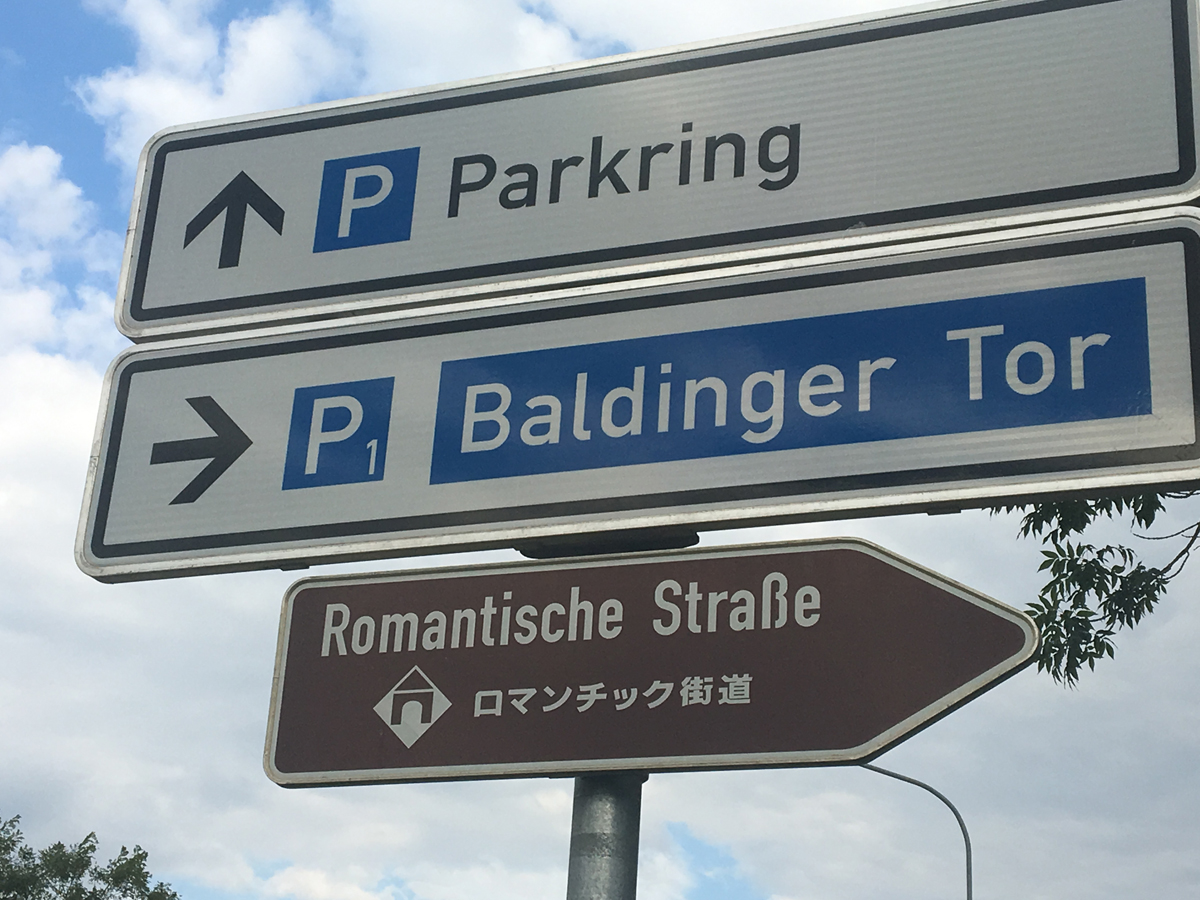 P Parkring
P1 Baldinger Tor
Romantische Straße
ロマンチック街道